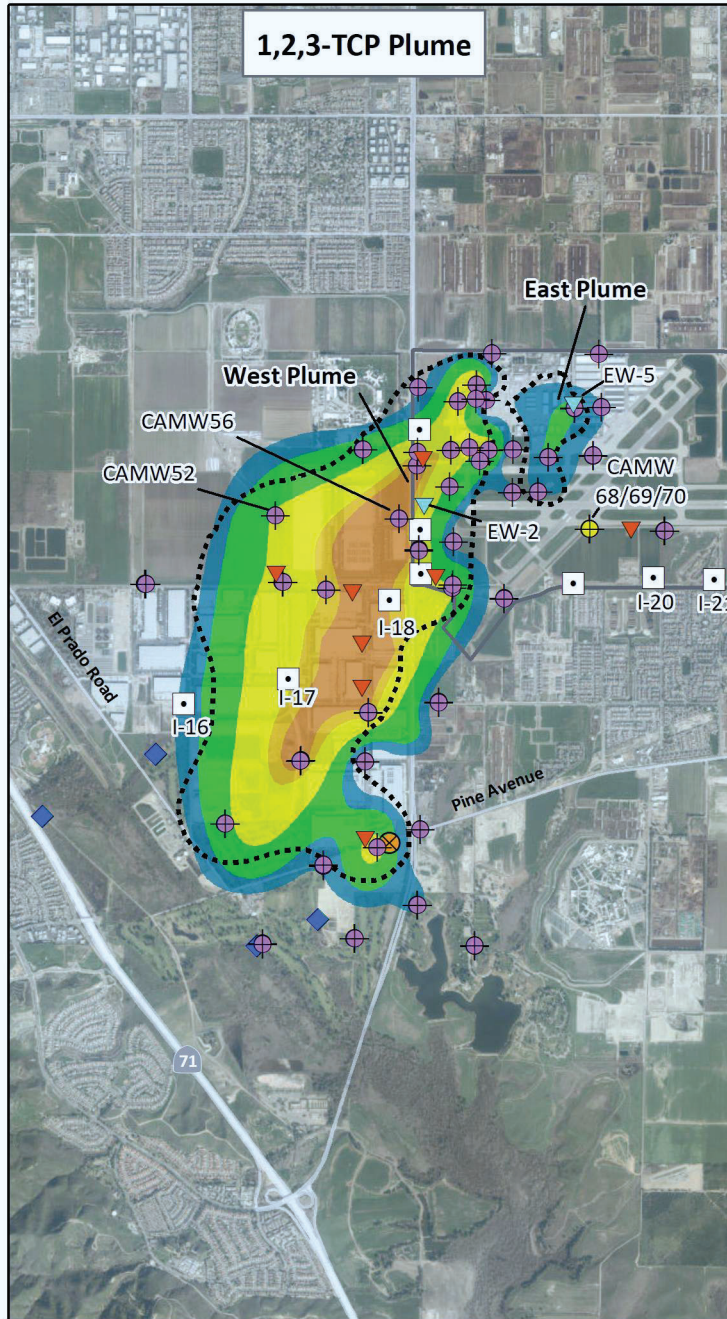 1,2,3-TCP Plume
East Plume
EW-5
West Plume
CAMW56
CAMW52
CAMW
68/69/70
EW-2
I-20
I-18
El Prado Road
I-17
I-16
Pine Avenue
71